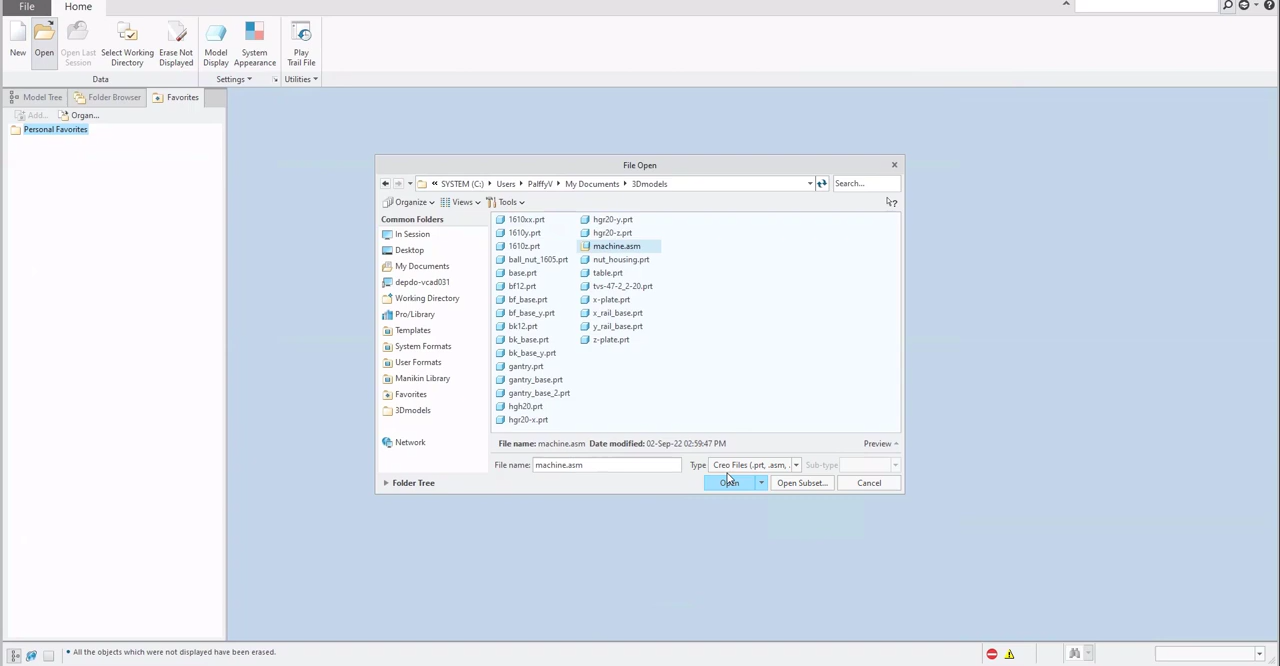 File Home
New Open Open Last Session Select Working Directory Erase Not Displayed Model Display System Appearance Play Trail File
Data Settings Utilities
Model Tree Folder Browser Favorites
Add... Organ...
Personal Favorites
File Open
« SYSTEM (C:) Users PalffyV My Documents 3Dmodels Search...
Organize Views Tools
Common Folders
In Session
Desktop
My Documents
depdo-vcad031
Working Directory
Pro/Library
Templates
System Formats
User Formats
Manikin Library
Favorites
3Dmodels
Network
1610xx.prt
1610y.prt
1610z.prt
ball_nut_1605.prt
base.prt
bf12.prt
bf_base.prt
bf_base_y.prt
bk12.prt
bk_base.prt
bk_base_y.prt
gantry.prt
gantry_base.prt
gantry_base_2.prt
hgh20.prt
hgr20-x.prt
hgr20-y.prt
hgr20-z.prt
machine.asm
nut_housing.prt
table.prt
tvs-47-2_2-20.prt
x-plate.prt
x_rail_base.prt
y_rail_base.prt
z-plate.prt
File name: machine.asm Date modified: 02-Sep-22 02:59:47 PM Preview
File name: machine.asm Type Creo Files (.prt, .asm, . Sub-type
Folder Tree Open Open Subset... Cancel
• All the objects which were not displayed have been erased.